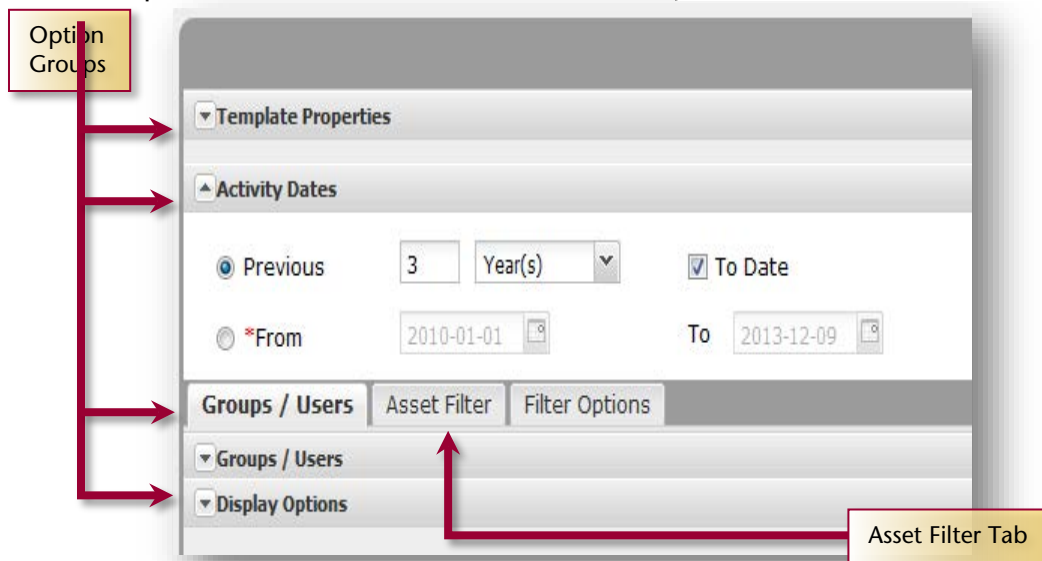 Option
Groups
Template Properties
Activity Dates
Previous 3 Year(s) To Date
*From 2010-01-01 To 2013-12-09
Groups / Users Asset Filter Filter Options
Groups / Users
Display Options
Asset Filter Tab